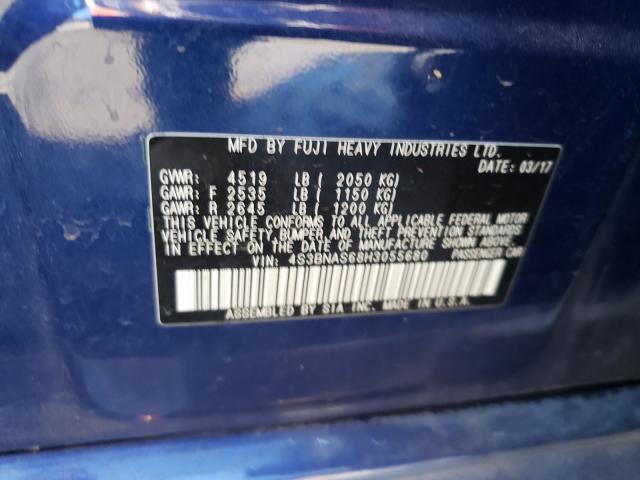 MFD BY FUJI HEAVY INDUSTRIES LTD.
DATE: 03/17
GVWR: 4519 LB ( 2050 KG)
GAWR: F 2535 LB ( 1150 KG)
GAWR: R 2645 LB ( 1200 KG)
THIS VEHICLE CONFORMS TO ALL APPLICABLE FEDERAL MOTOR
VEHICLE SAFETY, BUMPER, AND THEFT PREVENTION STANDARDS
IN EFFECT ON THE DATE OF MANUFACTURE SHOWN ABOVE.
VIN: 4S3BNAS68H3055680 PASSENGER CAR
ASSEMBLED BY SIA INC. MADE IN U.S.A.